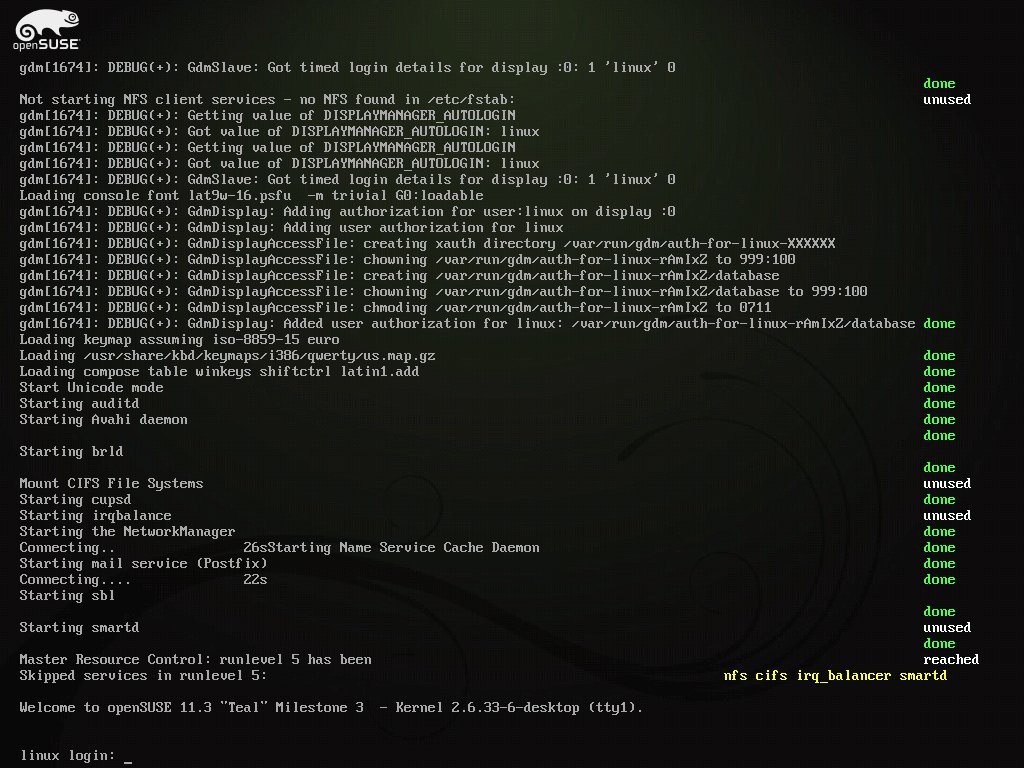 openSUSE
gdm[1674]: DEBUG(+): GdmSlave: Got timed login details for display :0: 1 'linux' 0
done
Not starting NFS client services - no NFS found in /etc/fstab: unused
gdm[1674]: DEBUG(+): Getting value of DISPLAYMANAGER_AUTOLOGIN
gdm[1674]: DEBUG(+): Got value of DISPLAYMANAGER_AUTOLOGIN: linux
gdm[1674]: DEBUG(+): Getting value of DISPLAYMANAGER_AUTOLOGIN
gdm[1674]: DEBUG(+): Got value of DISPLAYMANAGER_AUTOLOGIN: linux
gdm[1674]: DEBUG(+): GdmSlave: Got timed login details for display :0: 1 'linux' 0
Loading console font lat9w-16.psfu  -m trivial G0:loadable
gdm[1674]: DEBUG(+): GdmDisplay: Adding authorization for user:linux on display :0
gdm[1674]: DEBUG(+): GdmDisplay: Adding user authorization for linux
gdm[1674]: DEBUG(+): GdmDisplayAccessFile: creating xauth directory /var/run/gdm/auth-for-linux-XXXXXX
gdm[1674]: DEBUG(+): GdmDisplayAccessFile: chowning /var/run/gdm/auth-for-linux-rAmIxZ to 999:100
gdm[1674]: DEBUG(+): GdmDisplayAccessFile: creating /var/run/gdm/auth-for-linux-rAmIxZ/database
gdm[1674]: DEBUG(+): GdmDisplayAccessFile: chowning /var/run/gdm/auth-for-linux-rAmIxZ/database to 999:100
gdm[1674]: DEBUG(+): GdmDisplayAccessFile: chmoding /var/run/gdm/auth-for-linux-rAmIxZ to 0711
gdm[1674]: DEBUG(+): GdmDisplay: Added user authorization for linux: /var/run/gdm/auth-for-linux-rAmIxZ/database done
Loading keymap assuming iso-8859-15 euro
Loading /usr/share/kbd/keymaps/i386/qwerty/us.map.gz done
Loading compose table winkeys shiftctrl latin1.add done
Start Unicode mode done
Starting auditd done
Starting Avahi daemon done
done
Starting brld
done
Mount CIFS File Systems unused
Starting cupsd done
Starting irqbalance unused
Starting the NetworkManager done
Connecting.. 26sStarting Name Service Cache Daemon done
Starting mail service (Postfix) done
Connecting.... 22s done
Starting sbl
done
Starting smartd unused
done
Master Resource Control: runlevel 5 has been reached
Skipped services in runlevel 5: nfs cifs irq_balancer smartd
Welcome to openSUSE 11.3 "Teal" Milestone 3  - Kernel 2.6.33-6-desktop (tty1).
linux login: _